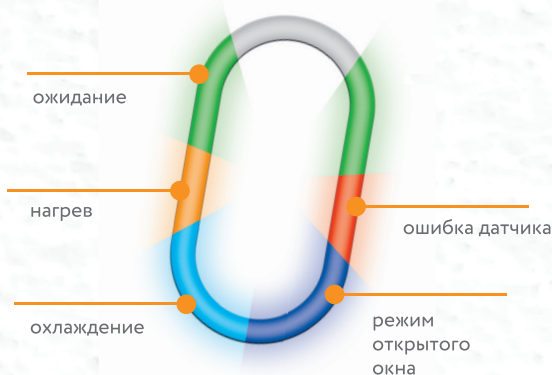 ожидание
нагрев
ошибка датчика
охлаждение
режим
открытого
окна